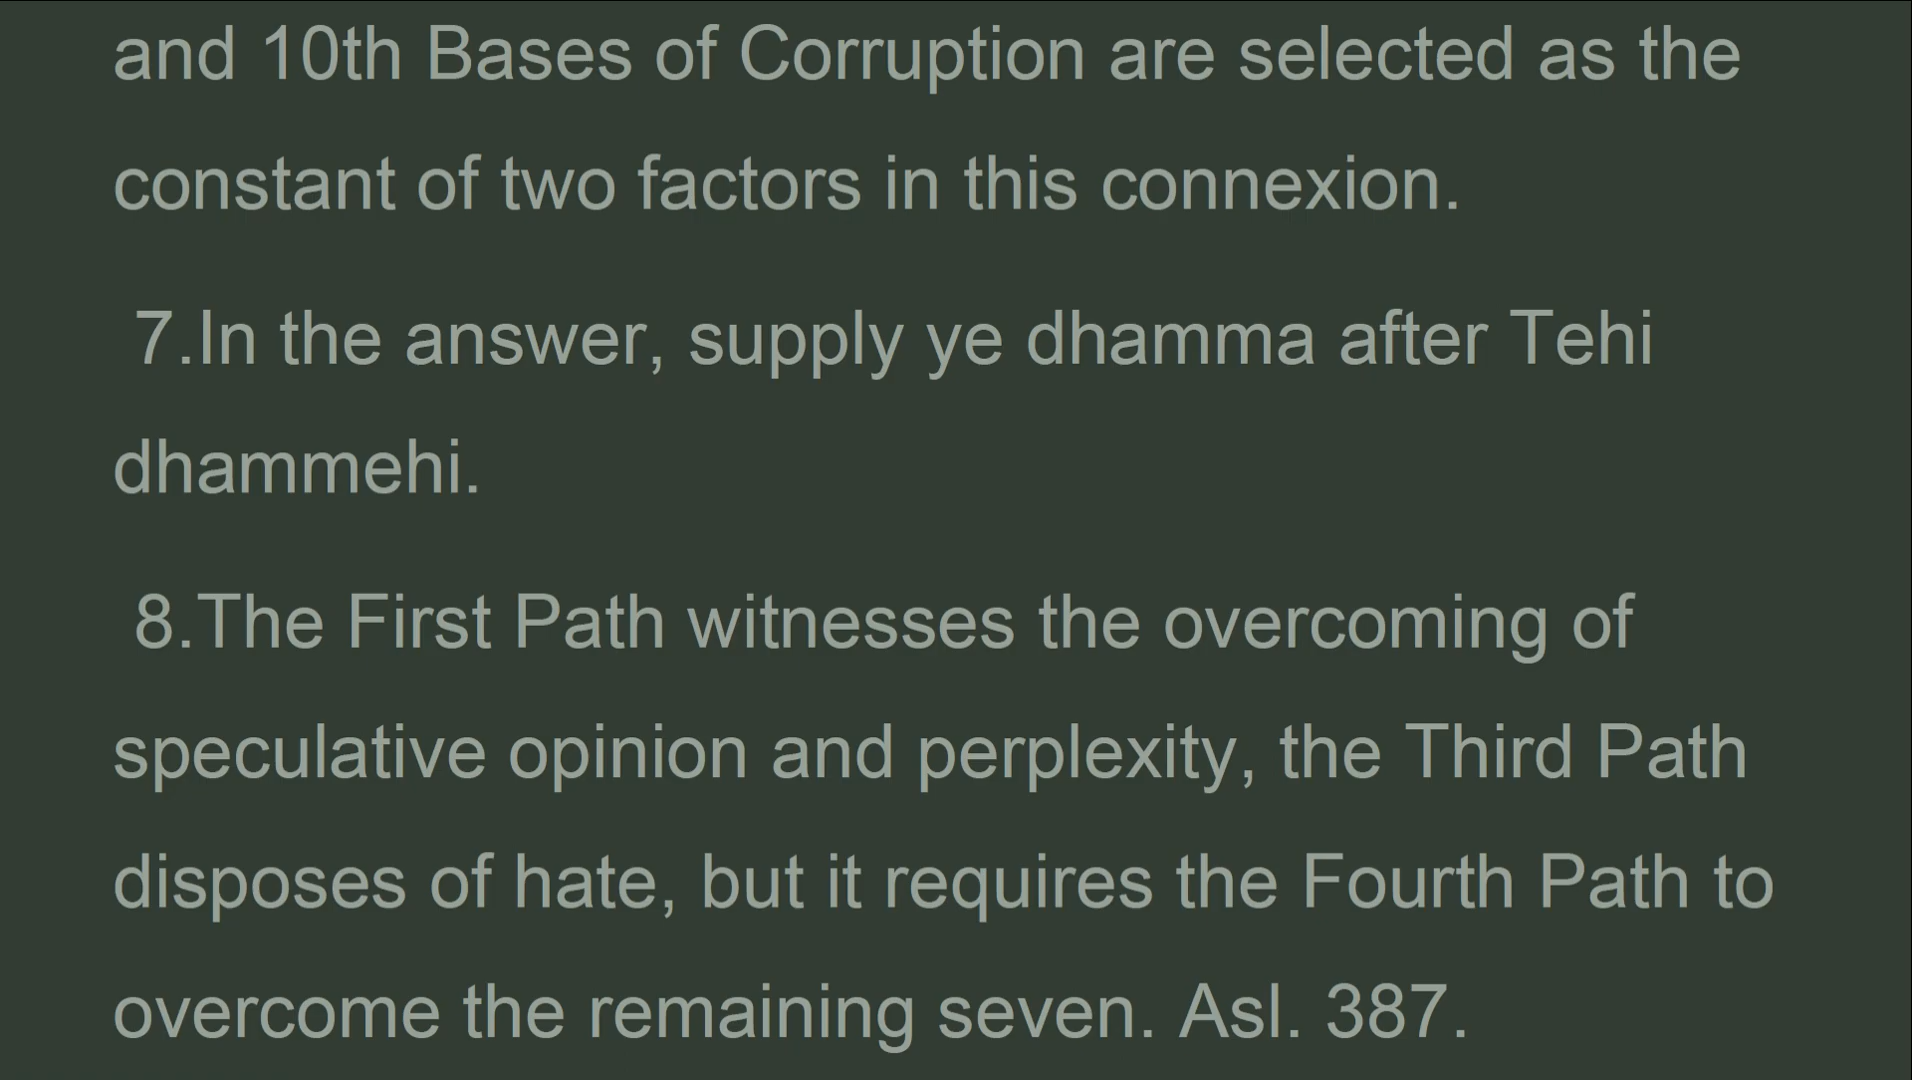 and 10th Bases of Corruption are selected as the
constant of two factors in this connexion.
7.In the answer, supply ye dhamma after Tehi
dhammehi.
8.The First Path witnesses the overcoming of
speculative opinion and perplexity, the Third Path
disposes of hate, but it requires the Fourth Path to
overcome the remaining seven. Asl. 387.